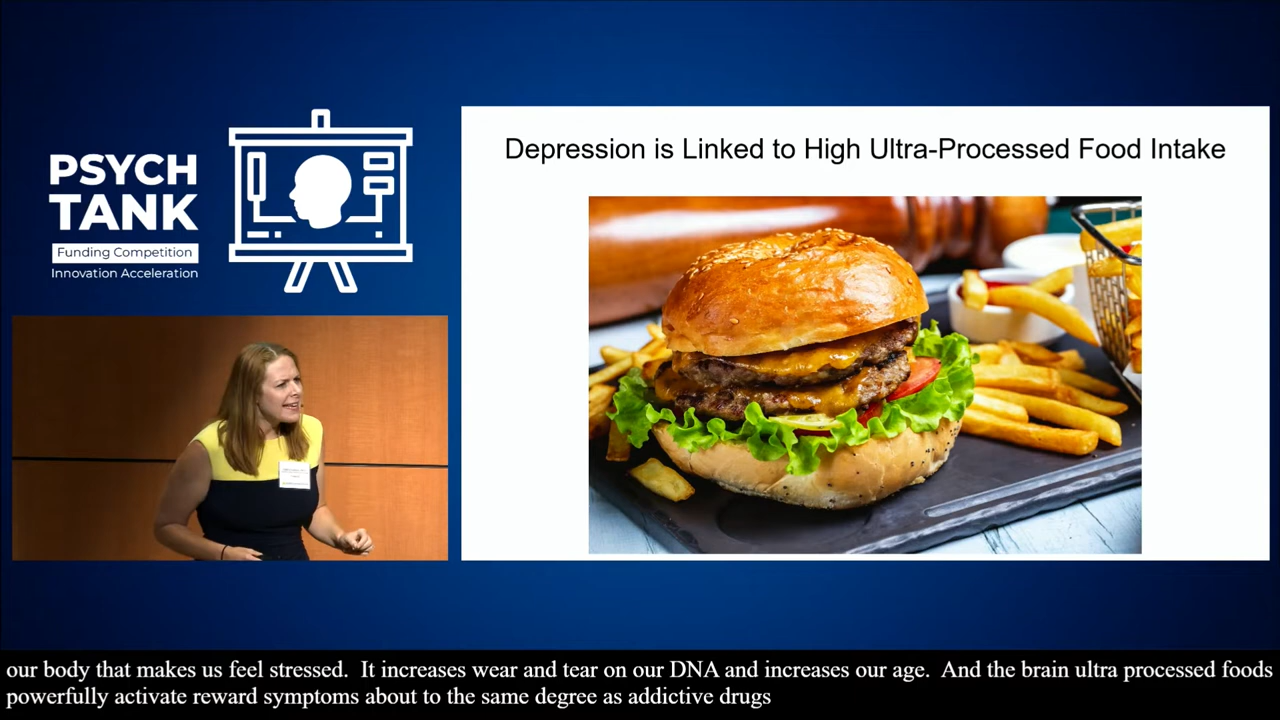 PSYCH
TANK
Funding Competition
Innovation Acceleration
Depression is Linked to High Ultra-Processed Food Intake
our body that makes us feel stressed.  It increases wear and tear on our DNA and increases our age.  And the brain ultra processed foods
powerfully activate reward symptoms about to the same degree as addictive drugs